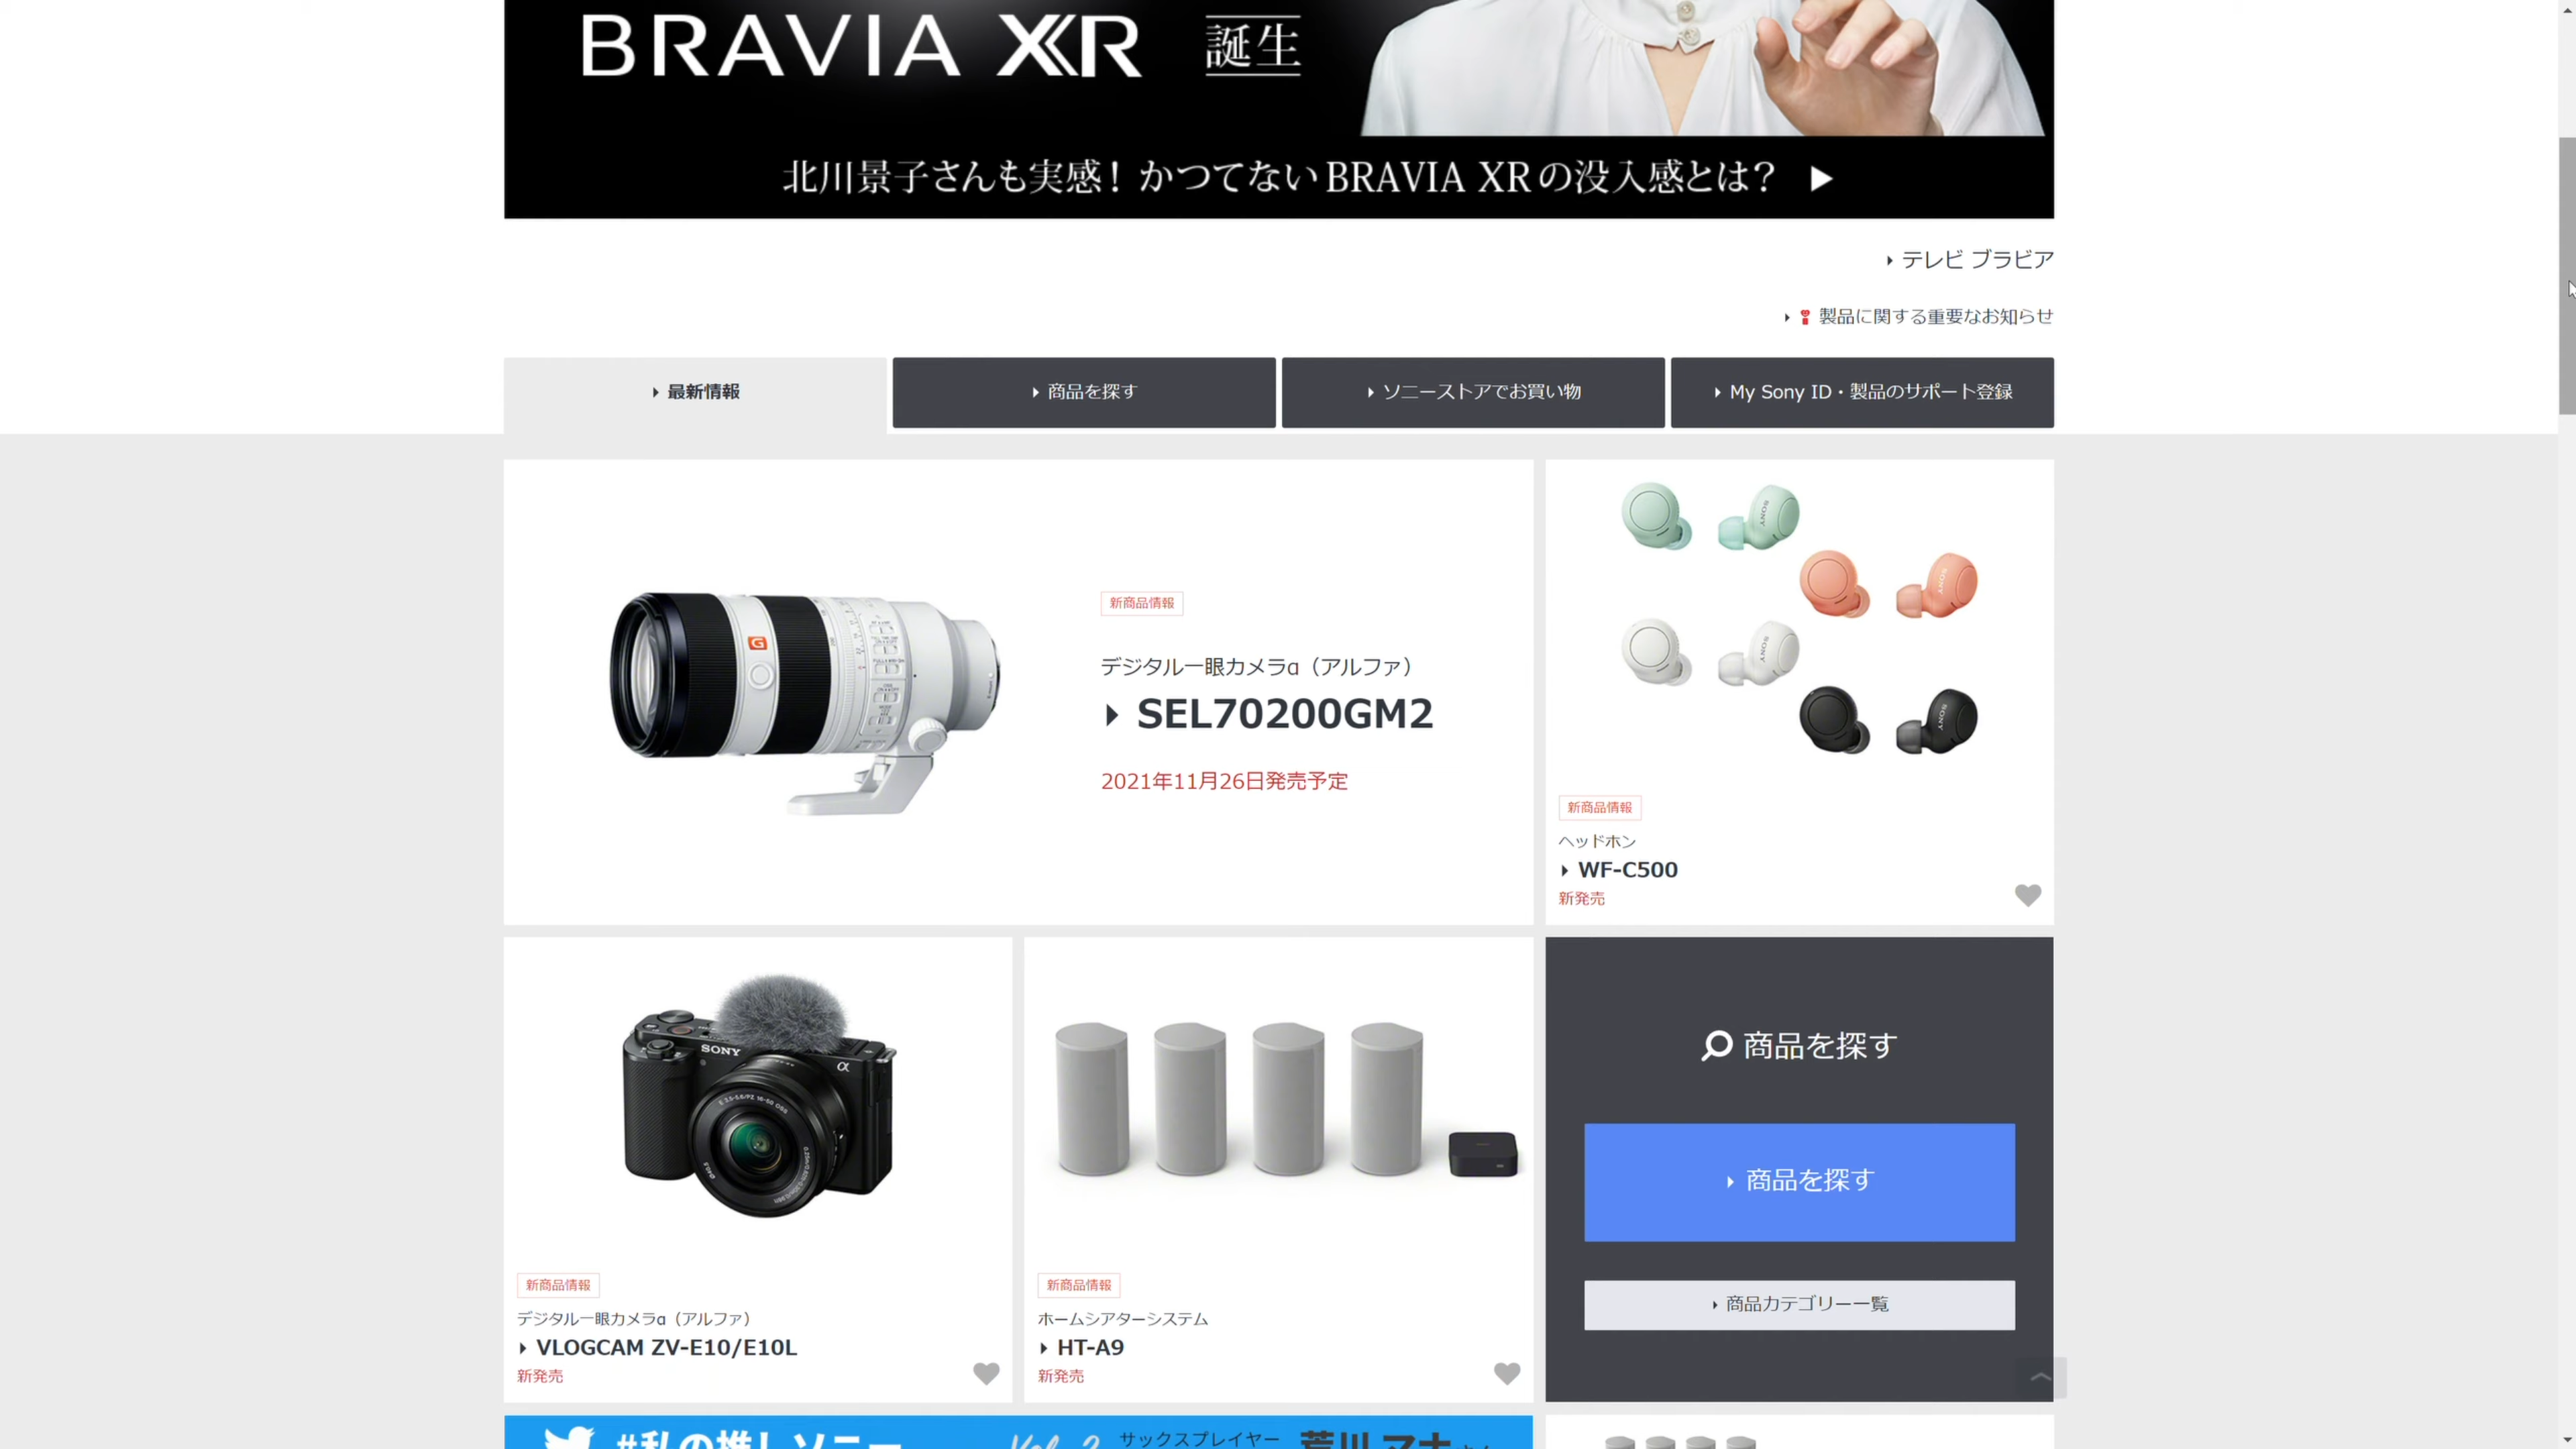 BRAVIA XR 誕生
北川景子さんも実感！かつてないBRAVIA XRの没入感とは？
テレビ ブラビア
製品に関する重要なお知らせ
最新情報
商品を探す
ソニーストアでお買い物
My Sony ID・製品のサポート登録
新商品情報
デジタル一眼カメラα（アルファ）
SEL70200GM2
2021年11月26日発売予定
新商品情報
ヘッドホン
WF-C500
新発売
SONY
新商品情報
デジタル一眼カメラα（アルファ）
VLOGCAM ZV-E10/E10L
新発売
新商品情報
ホームシアターシステム
HT-A9
新発売
商品を探す
商品を探す
商品カテゴリー一覧
#私の推しソニー
Vol. 2
サックスプレイヤー